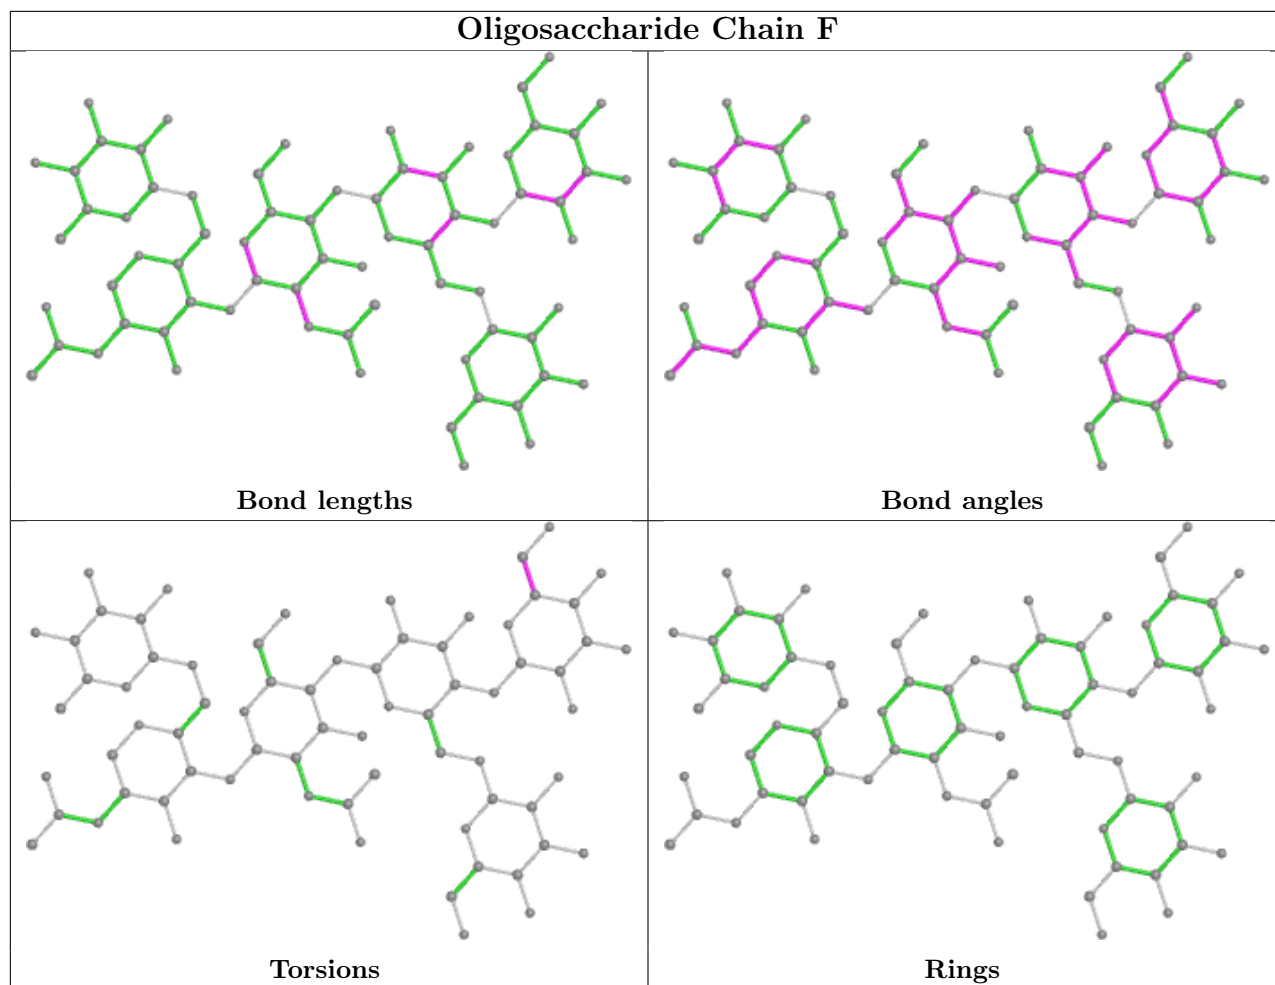 Oligosaccharide Chain F
Bond lengths
Bond angles
Torsions
Rings